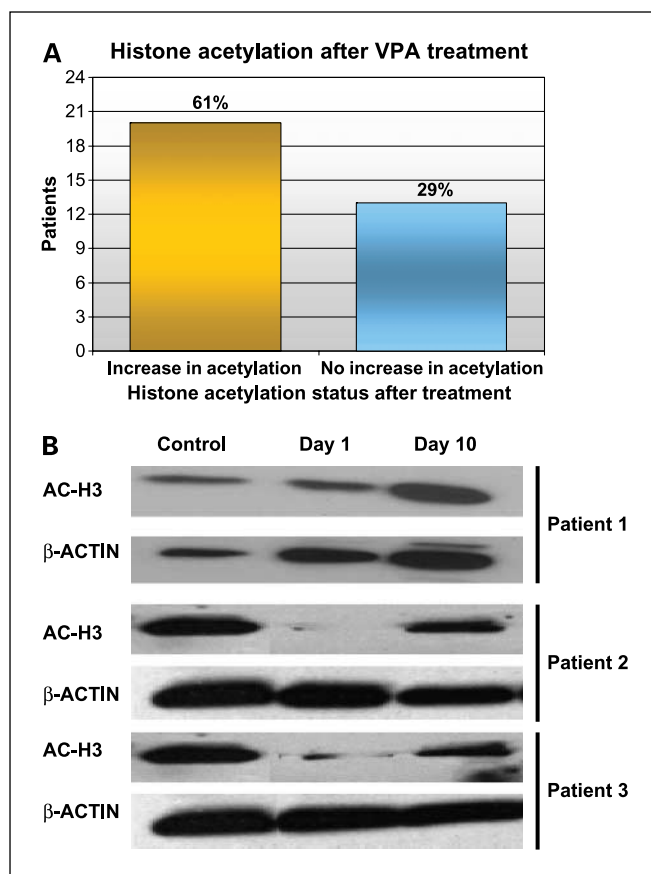 A Histone acetylation after VPA treatment
24
21
18
15
12
9
6
3
0
Patients
61%
29%
Increase in acetylation No increase in acetylation
Histone acetylation status after treatment
B Control Day 1 Day 10
AC-H3
β-ACTIN
Patient 1
AC-H3
β-ACTIN
Patient 2
AC-H3
β-ACTIN
Patient 3